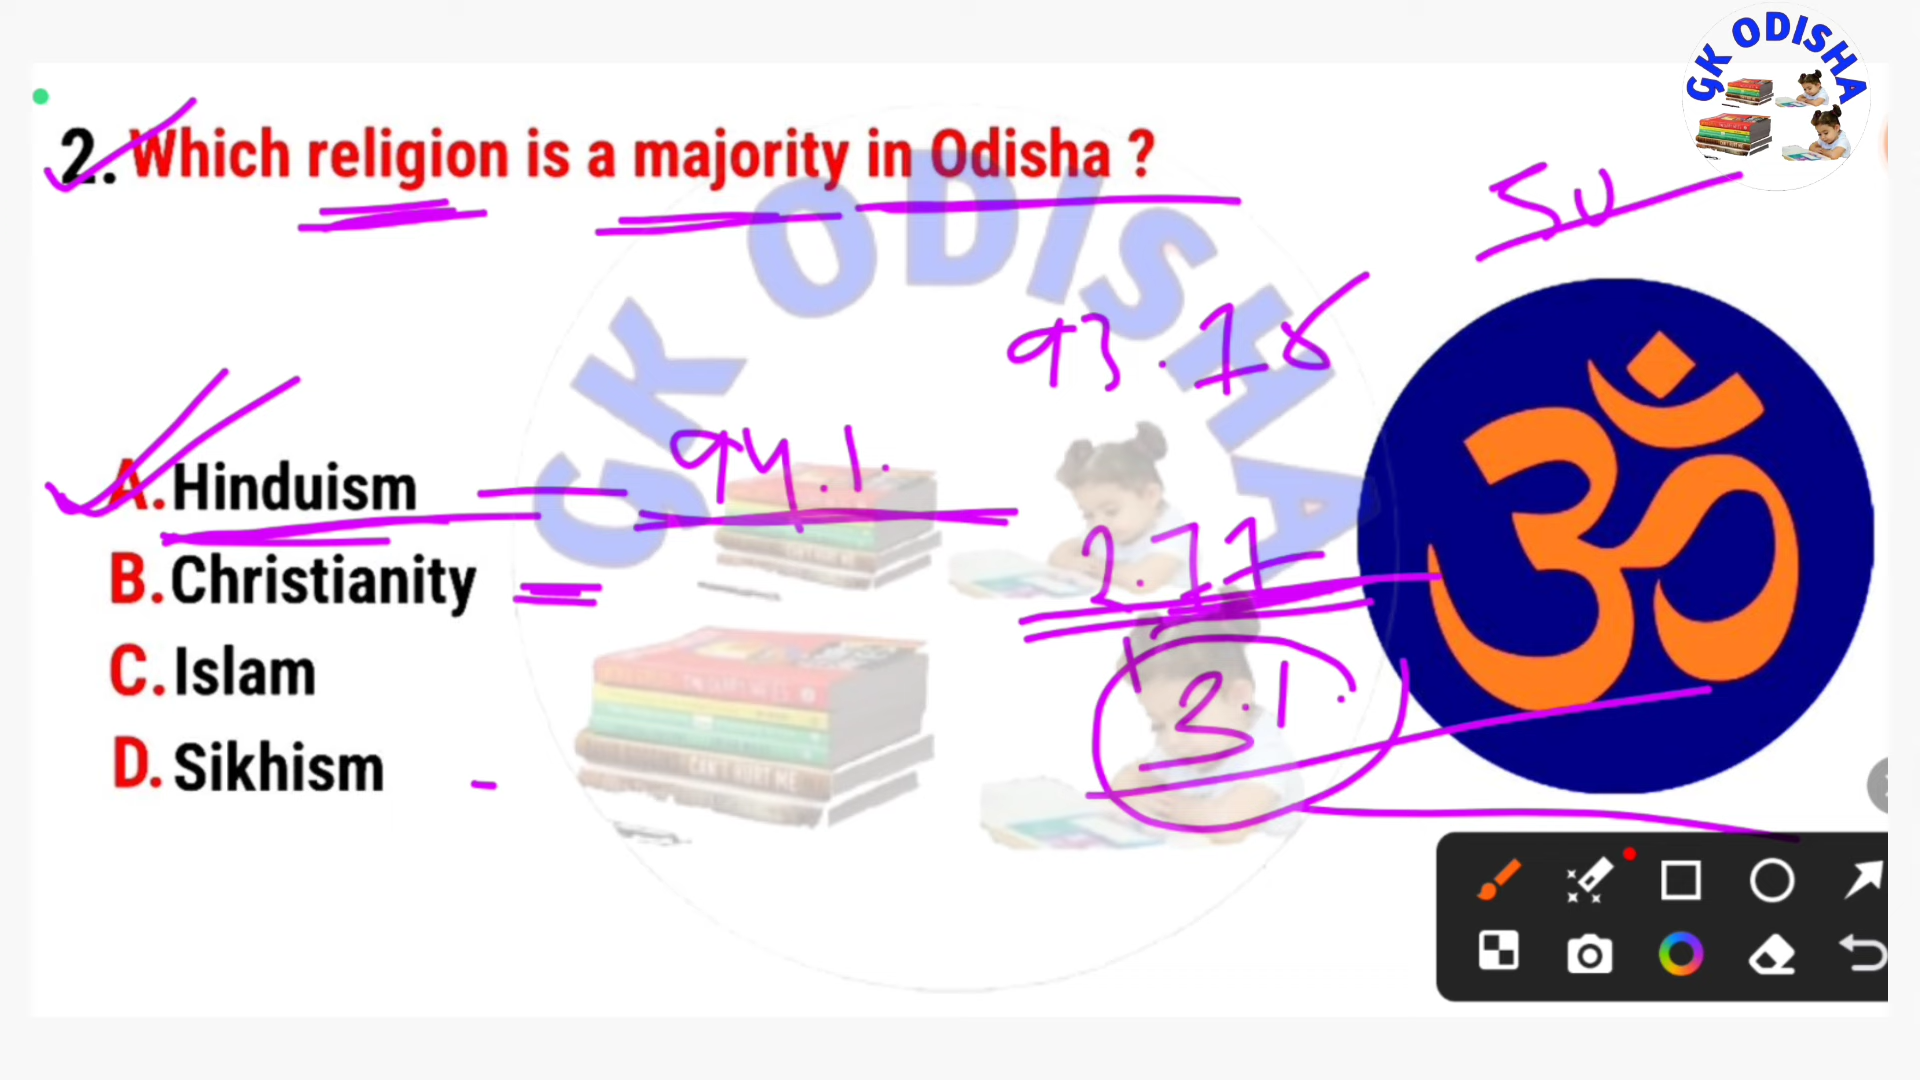 GK ODISHA
2. Which religion is a majority in Odisha ?
50
93.78
A. Hinduism
94.1.
B. Christianity
2.77
C. Islam
3.1.
D. Sikhism
GK ODISHA